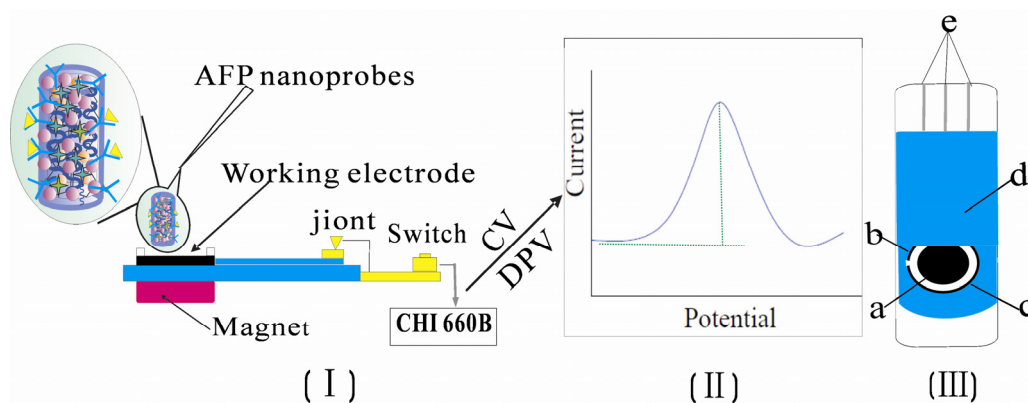 AFP nanoprobes
Working electrode
jiont
Switch
CHI 660B
Magnet
( I )
CV
DPV
Current
Potential
( II )
e
d
b
a
c
(III)